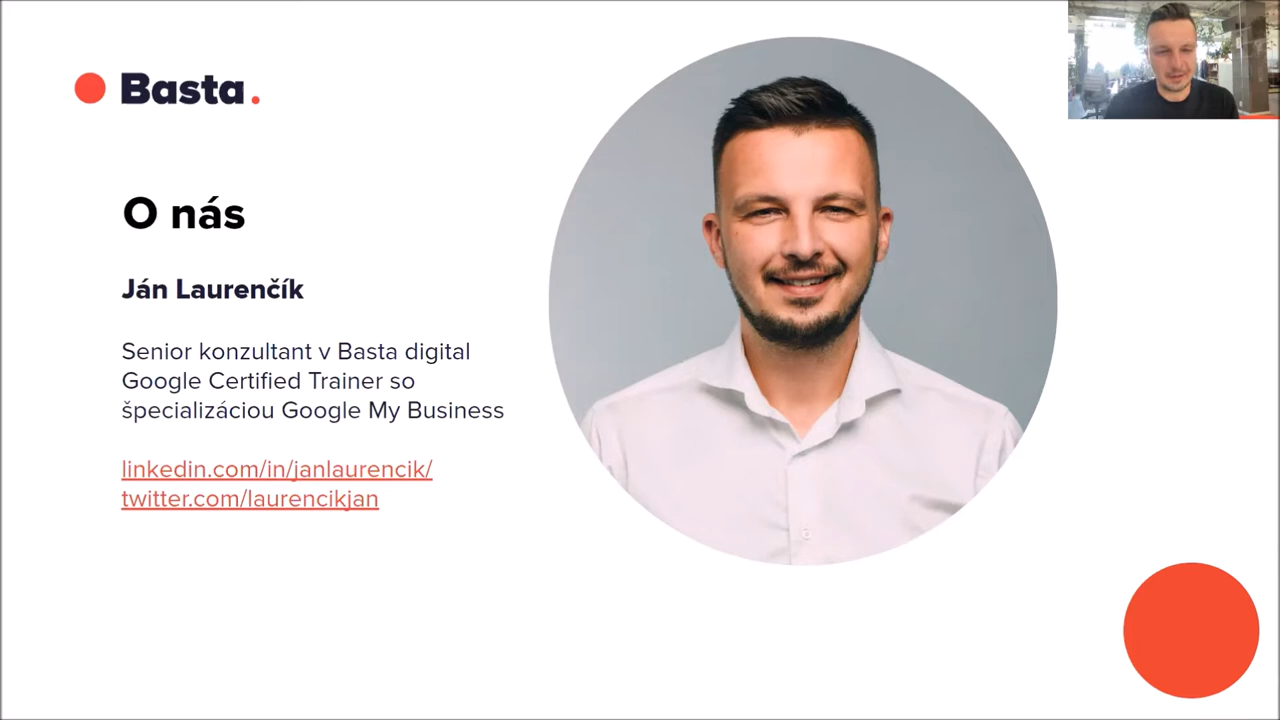 Basta.
O nás
Ján Laurenčík
Senior konzultant v Basta digital
Google Certified Trainer so
špecializáciou Google My Business
linkedin.com/in/janlaurencik/
twitter.com/laurencikjan